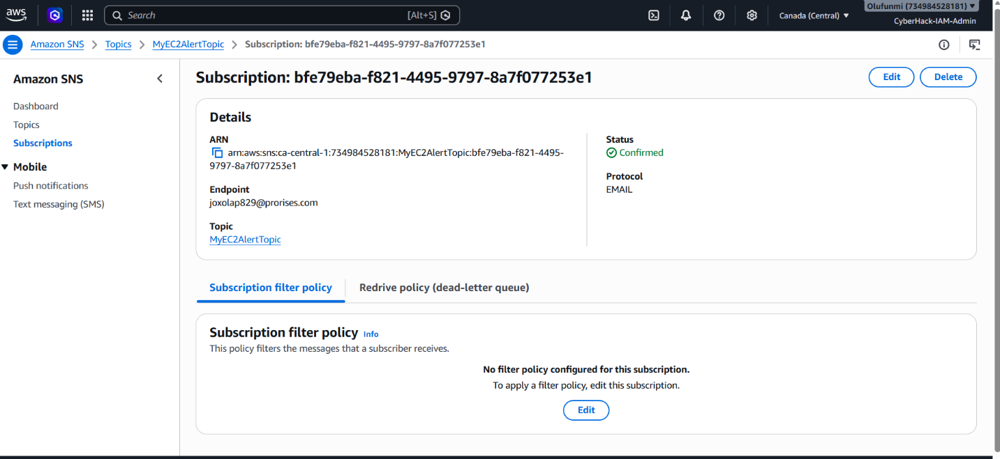 aws
Search
[Alt+S]
Canada (Central)
Olufunmi (734984528181)
CyberHack-IAM-Admin
Amazon SNS
Topics
MyEC2AlertTopic
Subscription: bfe79eba-f821-4495-9797-8a7f077253e1
Amazon SNS
Dashboard
Topics
Subscriptions
Mobile
Push notifications
Text messaging (SMS)
Subscription: bfe79eba-f821-4495-9797-8a7f077253e1
Edit
Delete
Details
ARN
arn:aws:sns:ca-central-1:734984528181:MyEC2AlertTopic:bfe79eba-f821-4495-
9797-8a7f077253e1
Endpoint
joxolap829@prorises.com
Topic
MyEC2AlertTopic
Status
Confirmed
Protocol
EMAIL
Subscription filter policy
Redrive policy (dead-letter queue)
Subscription filter policy Info
This policy filters the messages that a subscriber receives.
No filter policy configured for this subscription.
To apply a filter policy, edit this subscription.
Edit